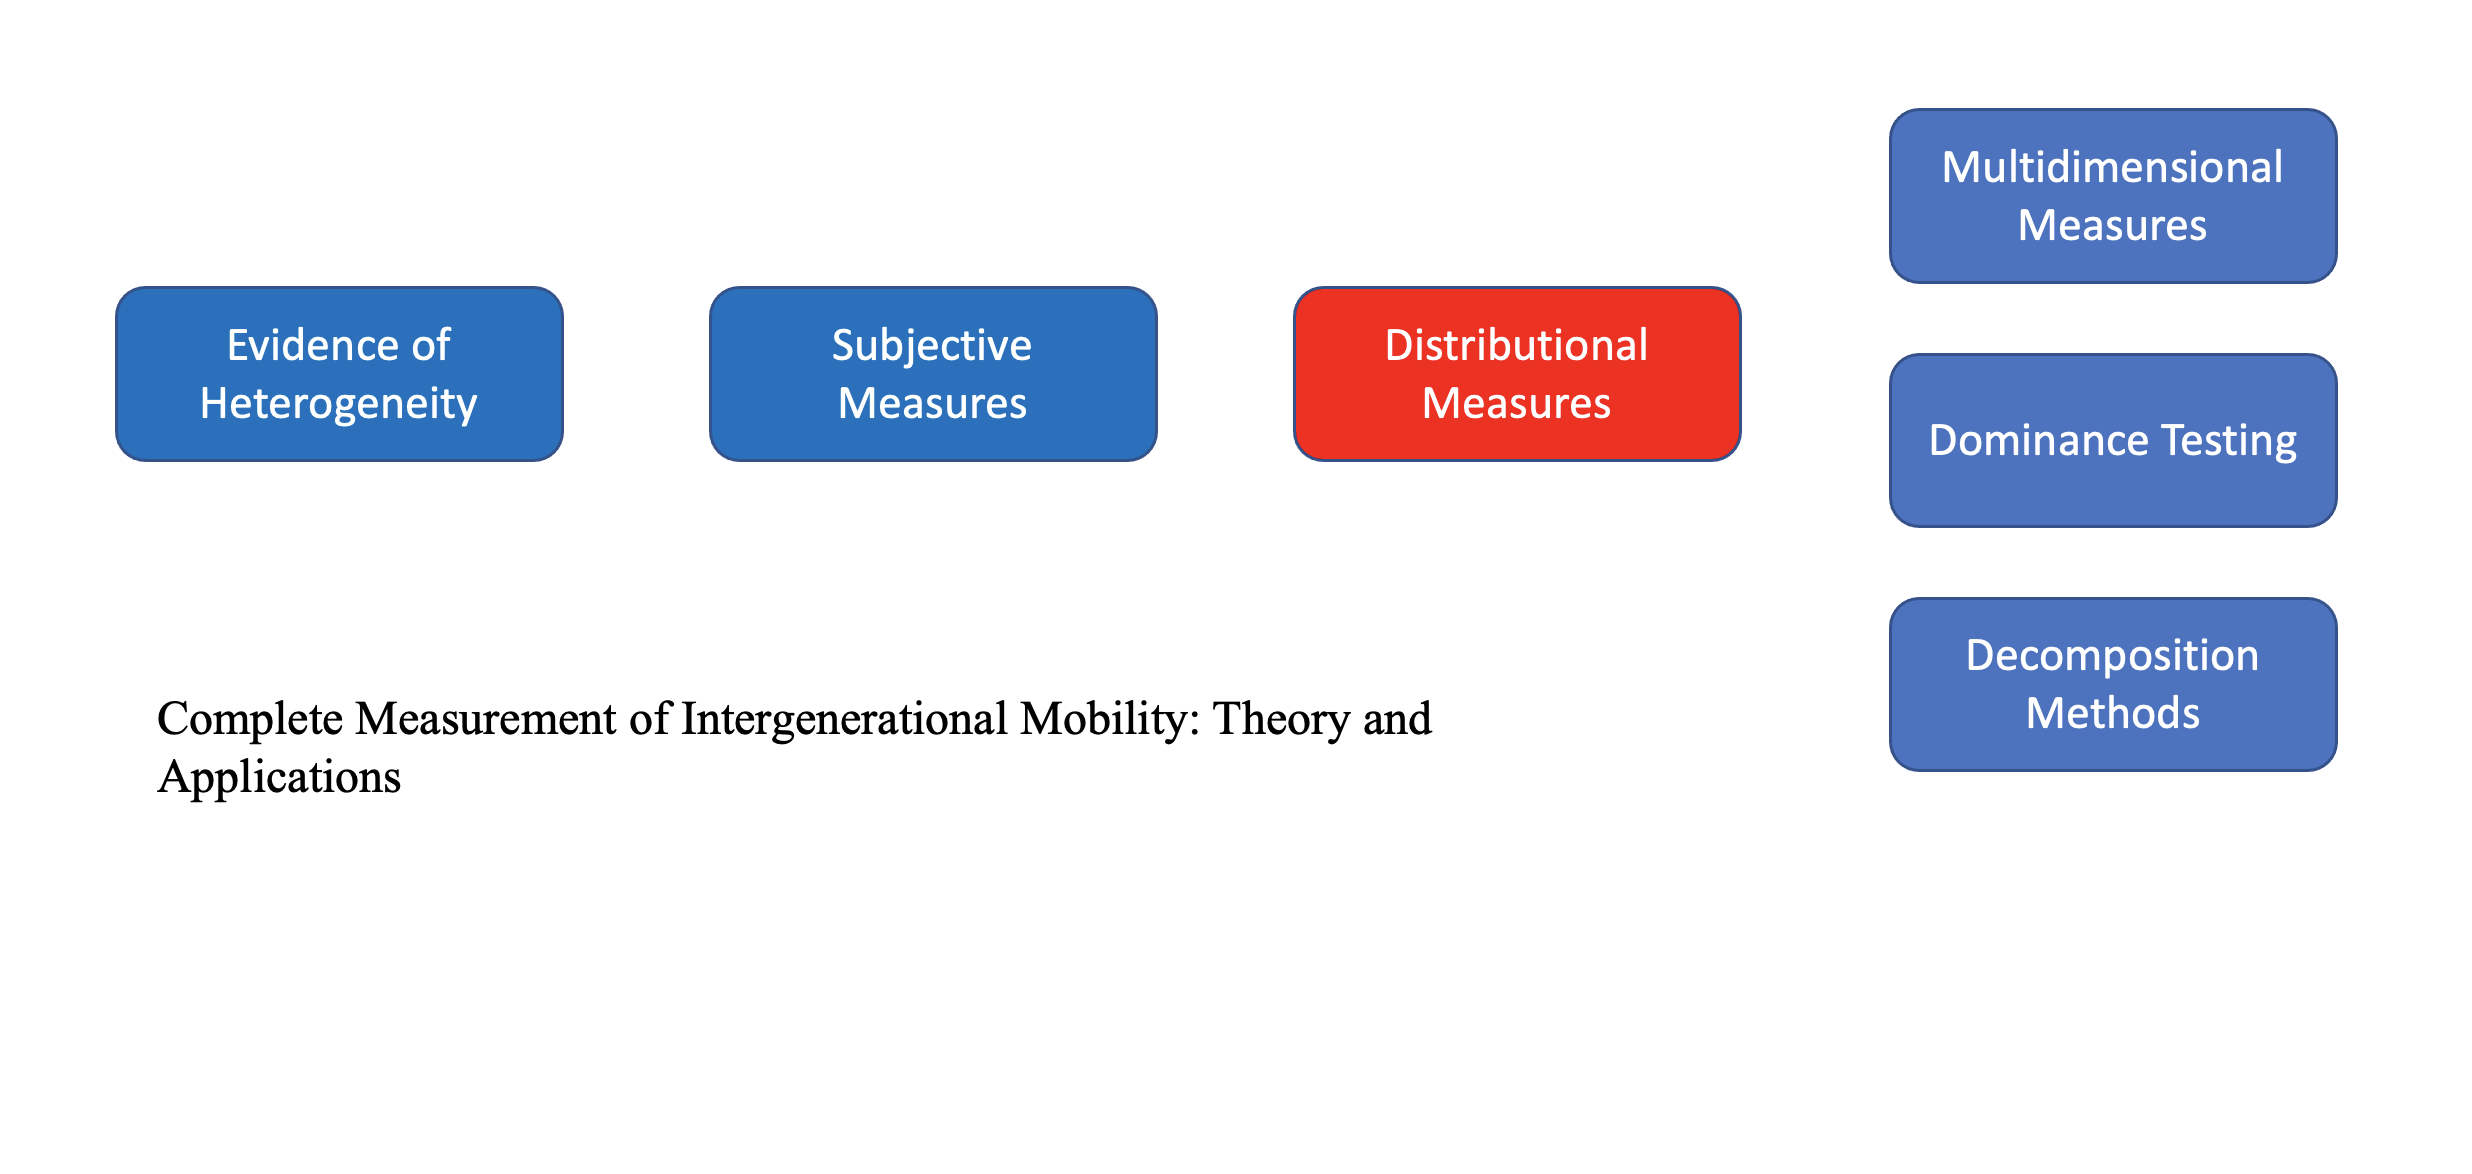 Multidimensional
Measures
Evidence of
Heterogeneity
Subjective
Measures
Distributional
Measures
Dominance Testing
Decomposition
Methods
Complete Measurement of Intergenerational Mobility: Theory and
Applications